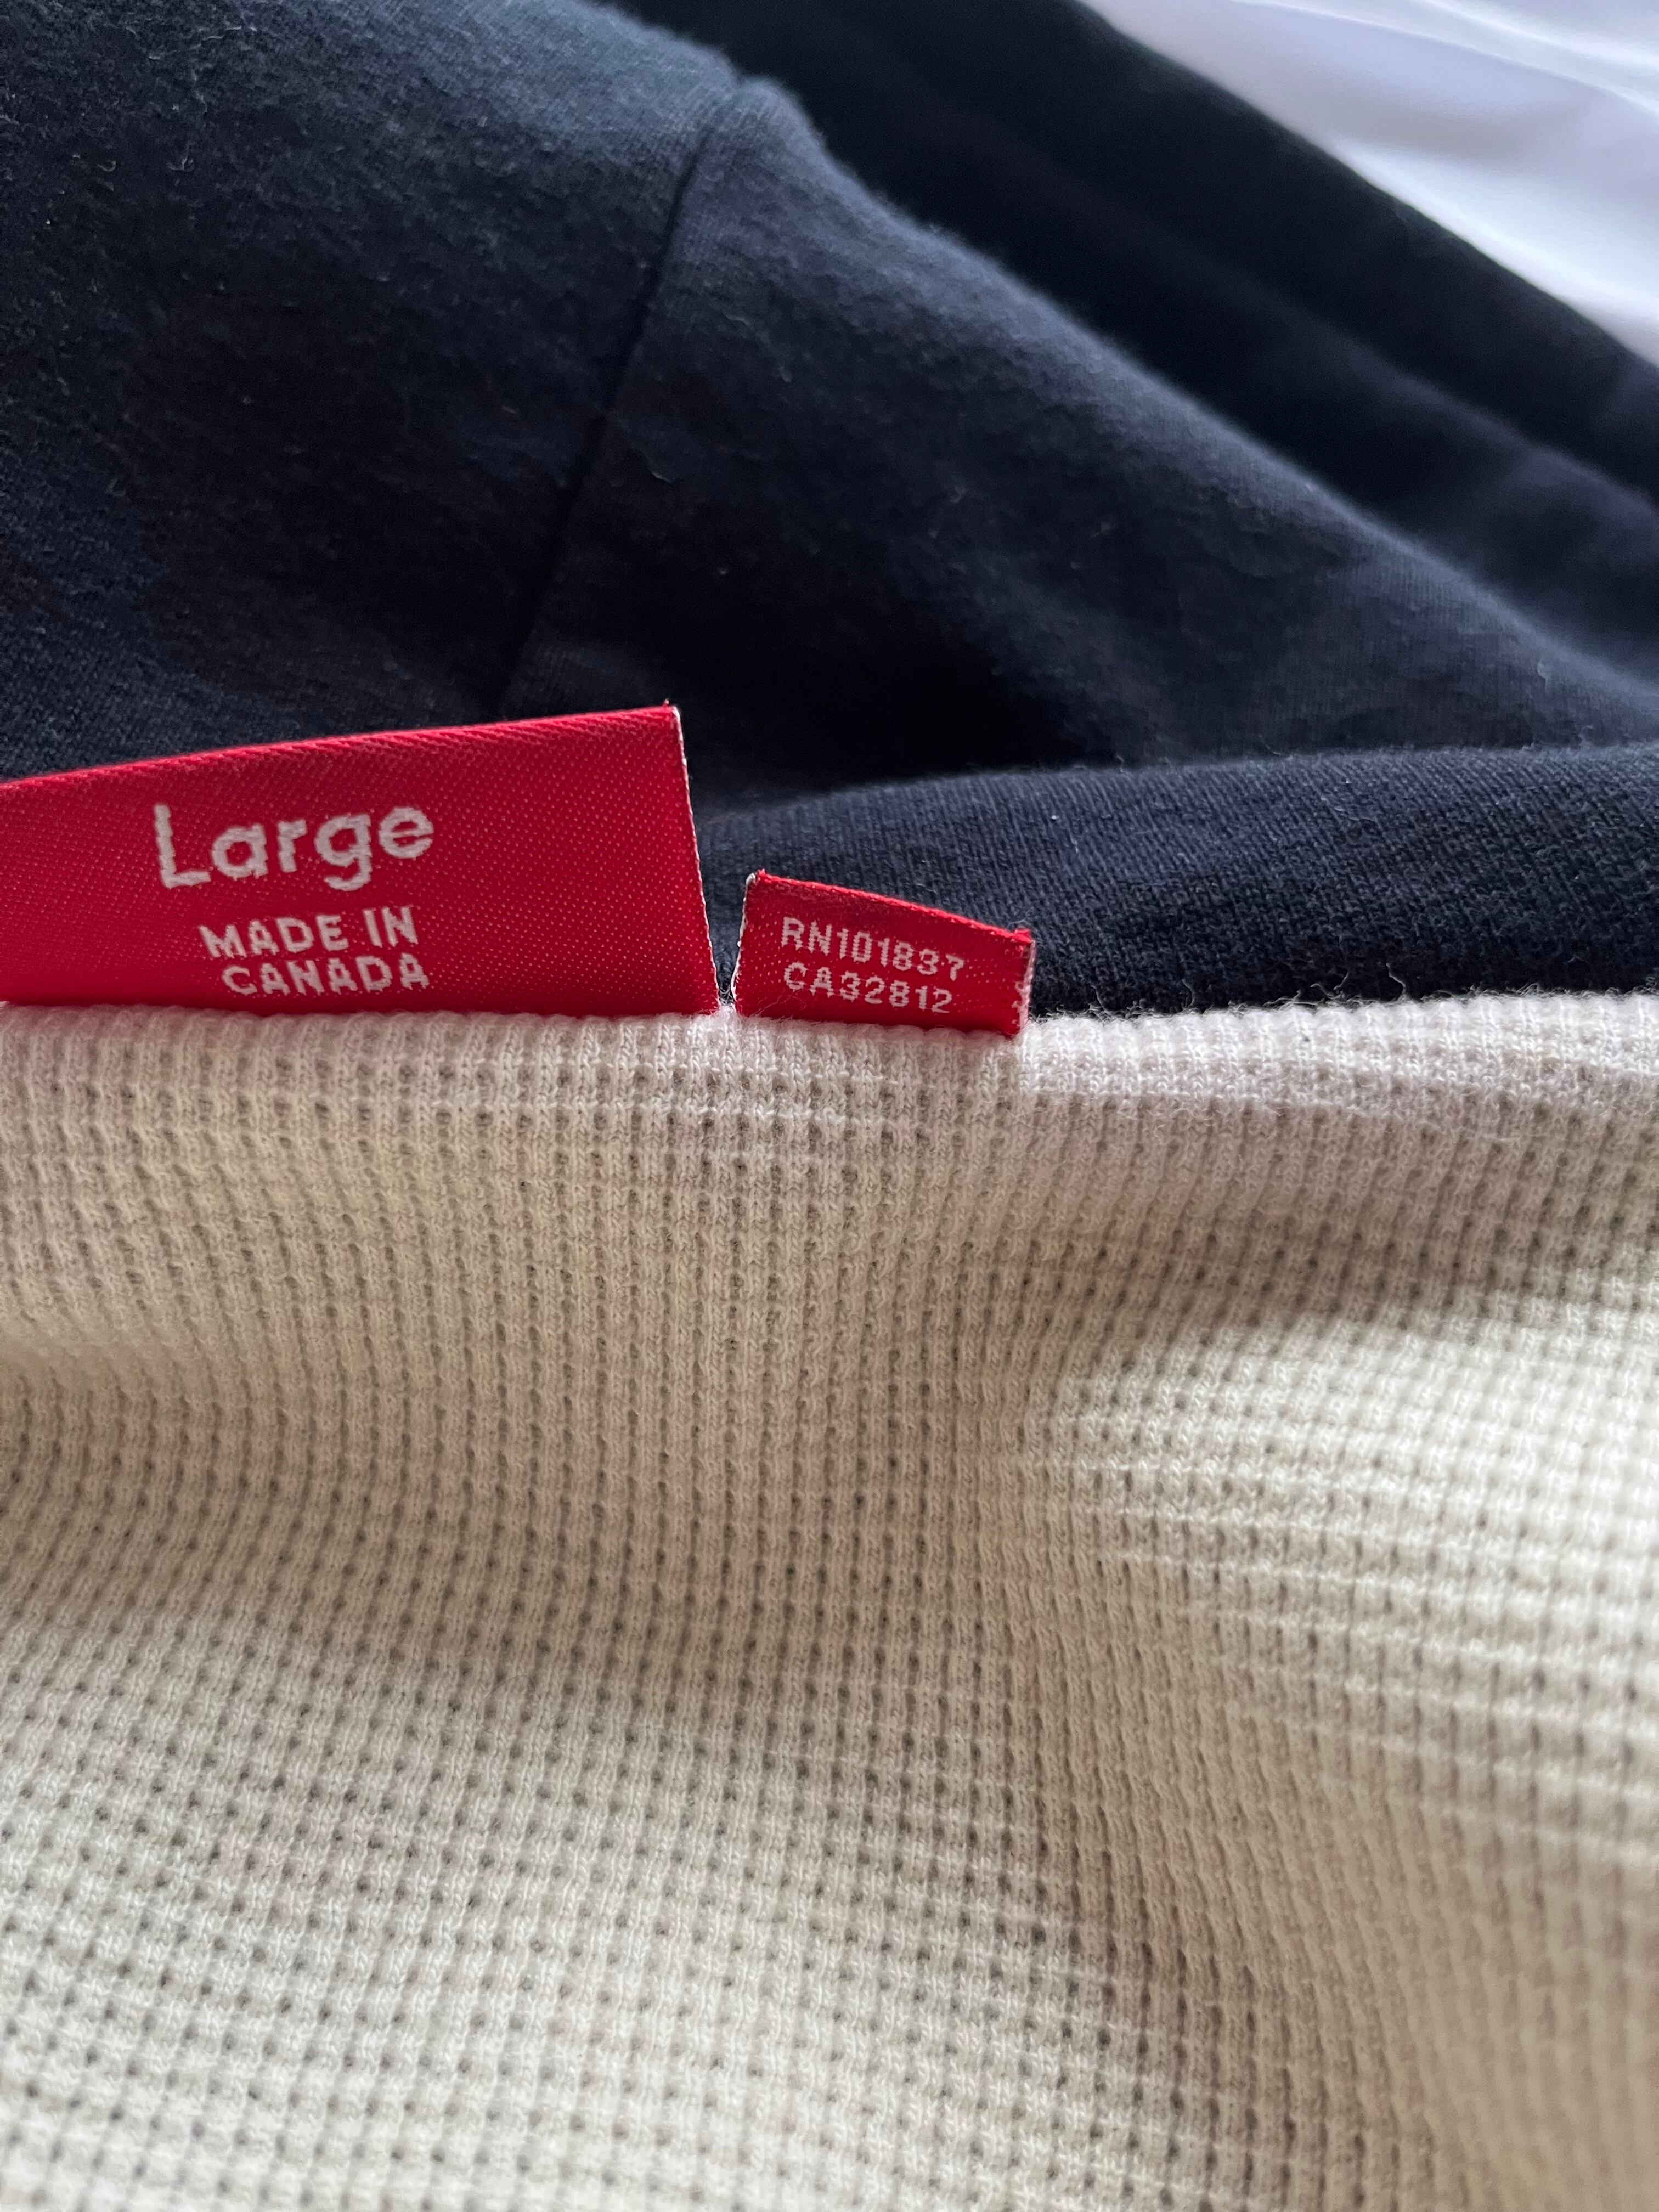 Large
MADE IN
CANADA
RN101837
CA32812